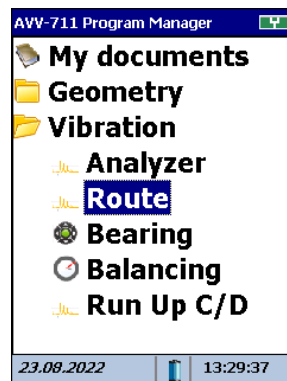 AVV-711 Program Manager
My documents
Geometry
Vibration
Analyzer
Route
Bearing
Balancing
Run Up C/D
23.08.2022 13:29:37